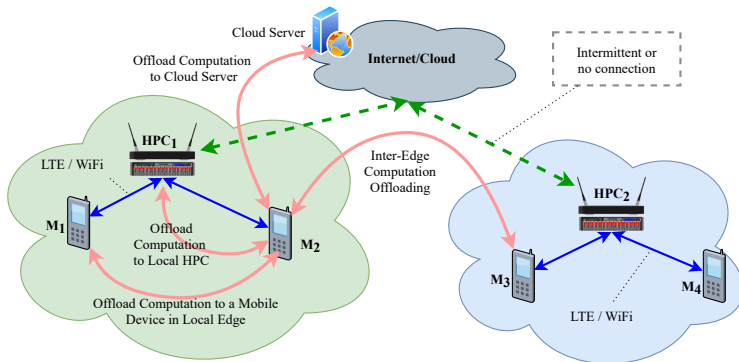 Cloud Server
Offload Computation
to Cloud Server
Internet/Cloud
Intermittent or
no connection
HPC1
LTE / WiFi
Inter-Edge
Computation
Offloading
HPC2
M1
Offload
Computation
to Local HPC
M2
M3
M4
Offload Computation to a Mobile
Device in Local Edge
LTE / WiFi